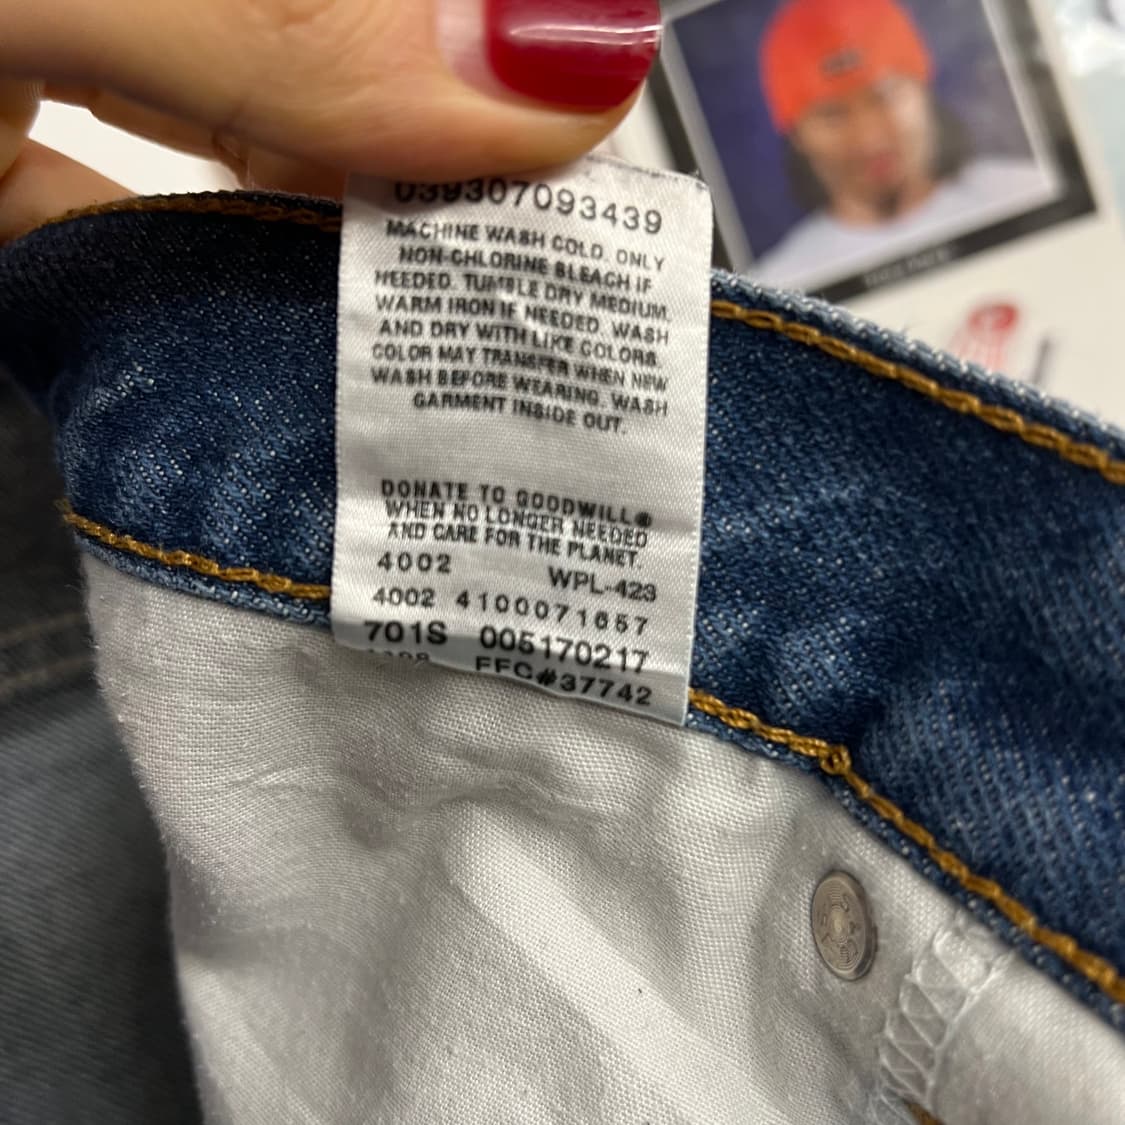 039307093439
MACHINE WASH COLD. ONLY
NON-CHLORINE BLEACH IF
NEEDED. TUMBLE DRY MEDIUM.
WARM IRON IF NEEDED. WASH
AND DRY WITH LIKE COLORS.
COLOR MAY TRANSFER WHEN NEW
WASH BEFORE WEARING. WASH
GARMENT INSIDE OUT.
DONATE TO GOODWILL®
WHEN NO LONGER NEEDED
AND CARE FOR THE PLANET
4002 WPL-423
4002 4100071657
701S 005170217
FFC#37742